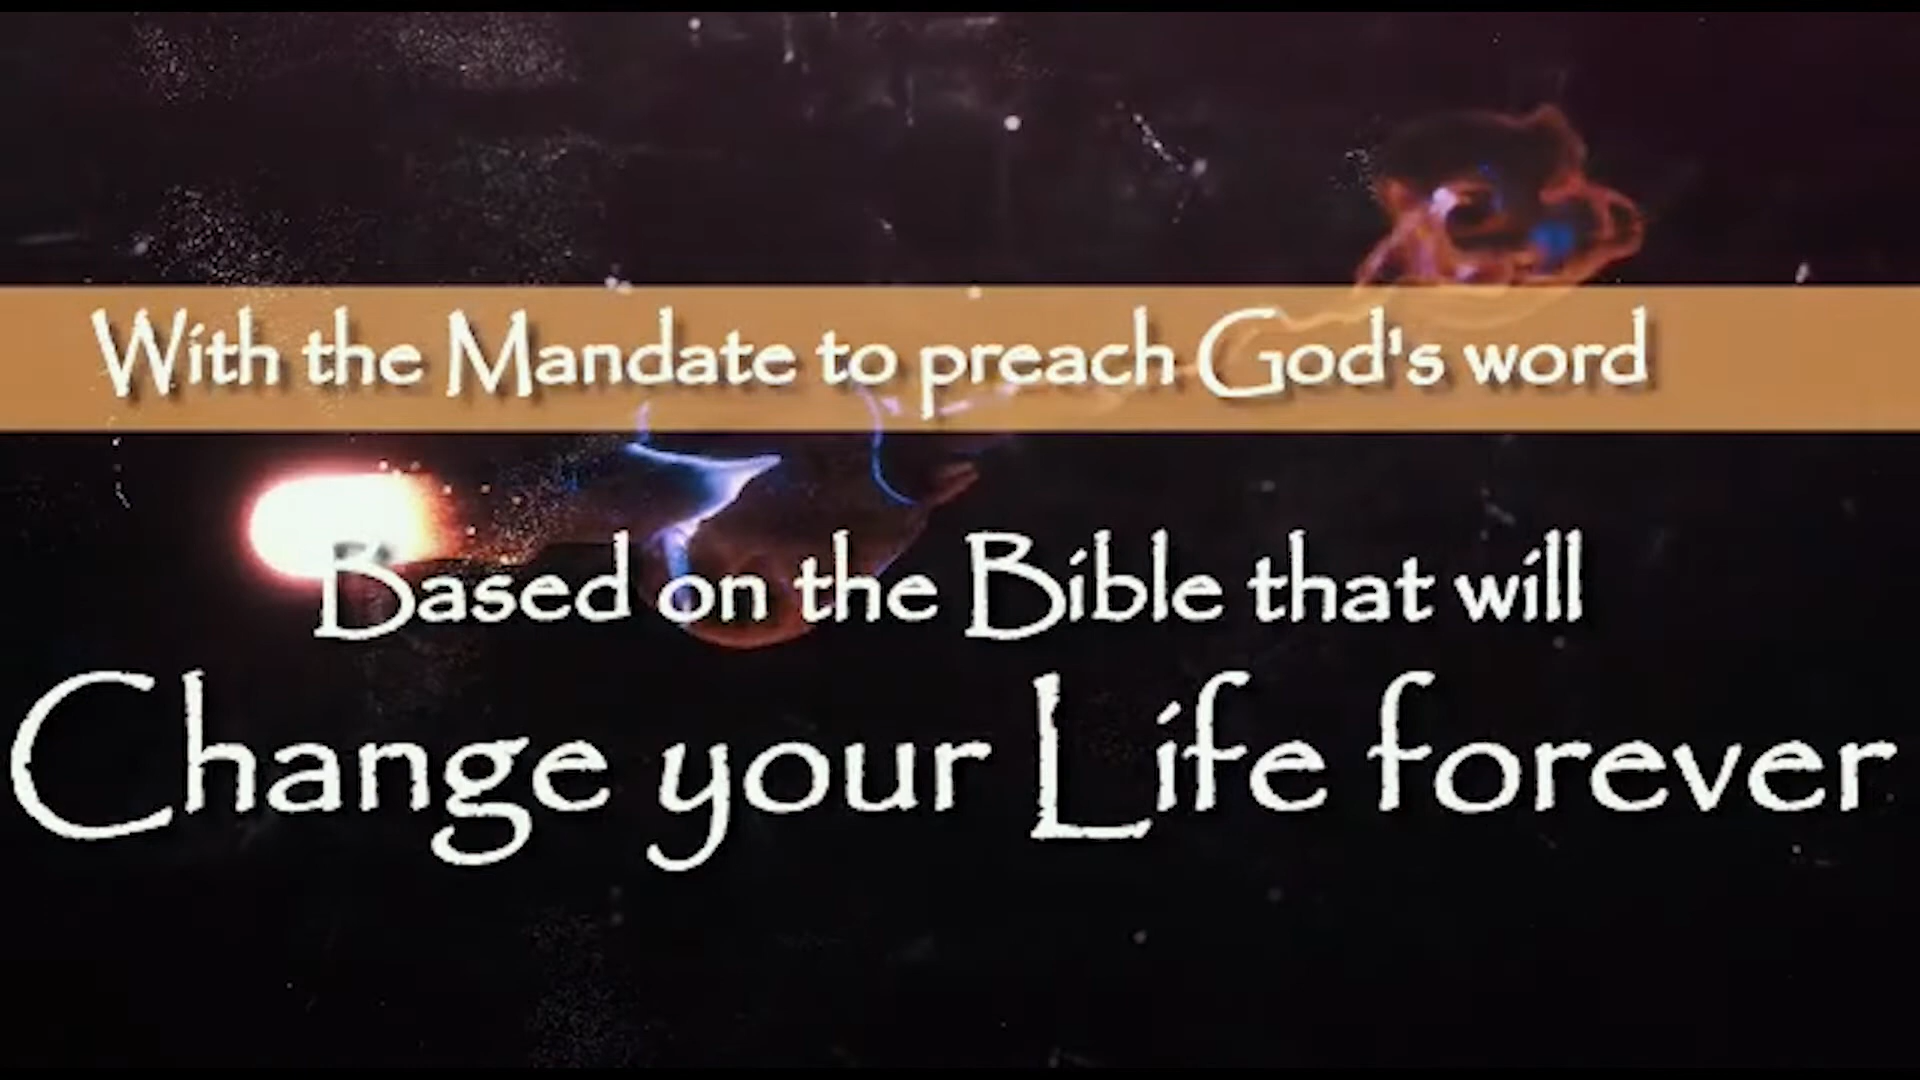 With the Mandate to preach God's word
Based on the Bible that will
Change your Life forever